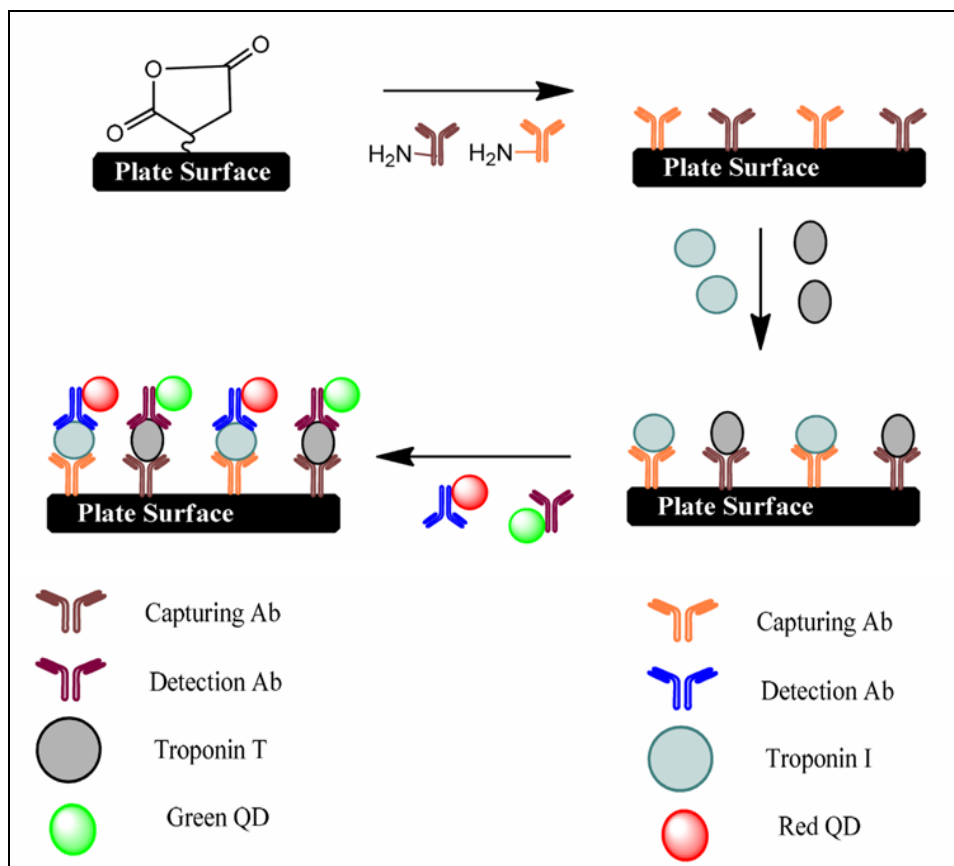 O
O
O
Plate Surface
H2N
H2N
Plate Surface
Plate Surface
Plate Surface
Capturing Ab
Detection Ab
Troponin T
Green QD
Capturing Ab
Detection Ab
Troponin I
Red QD